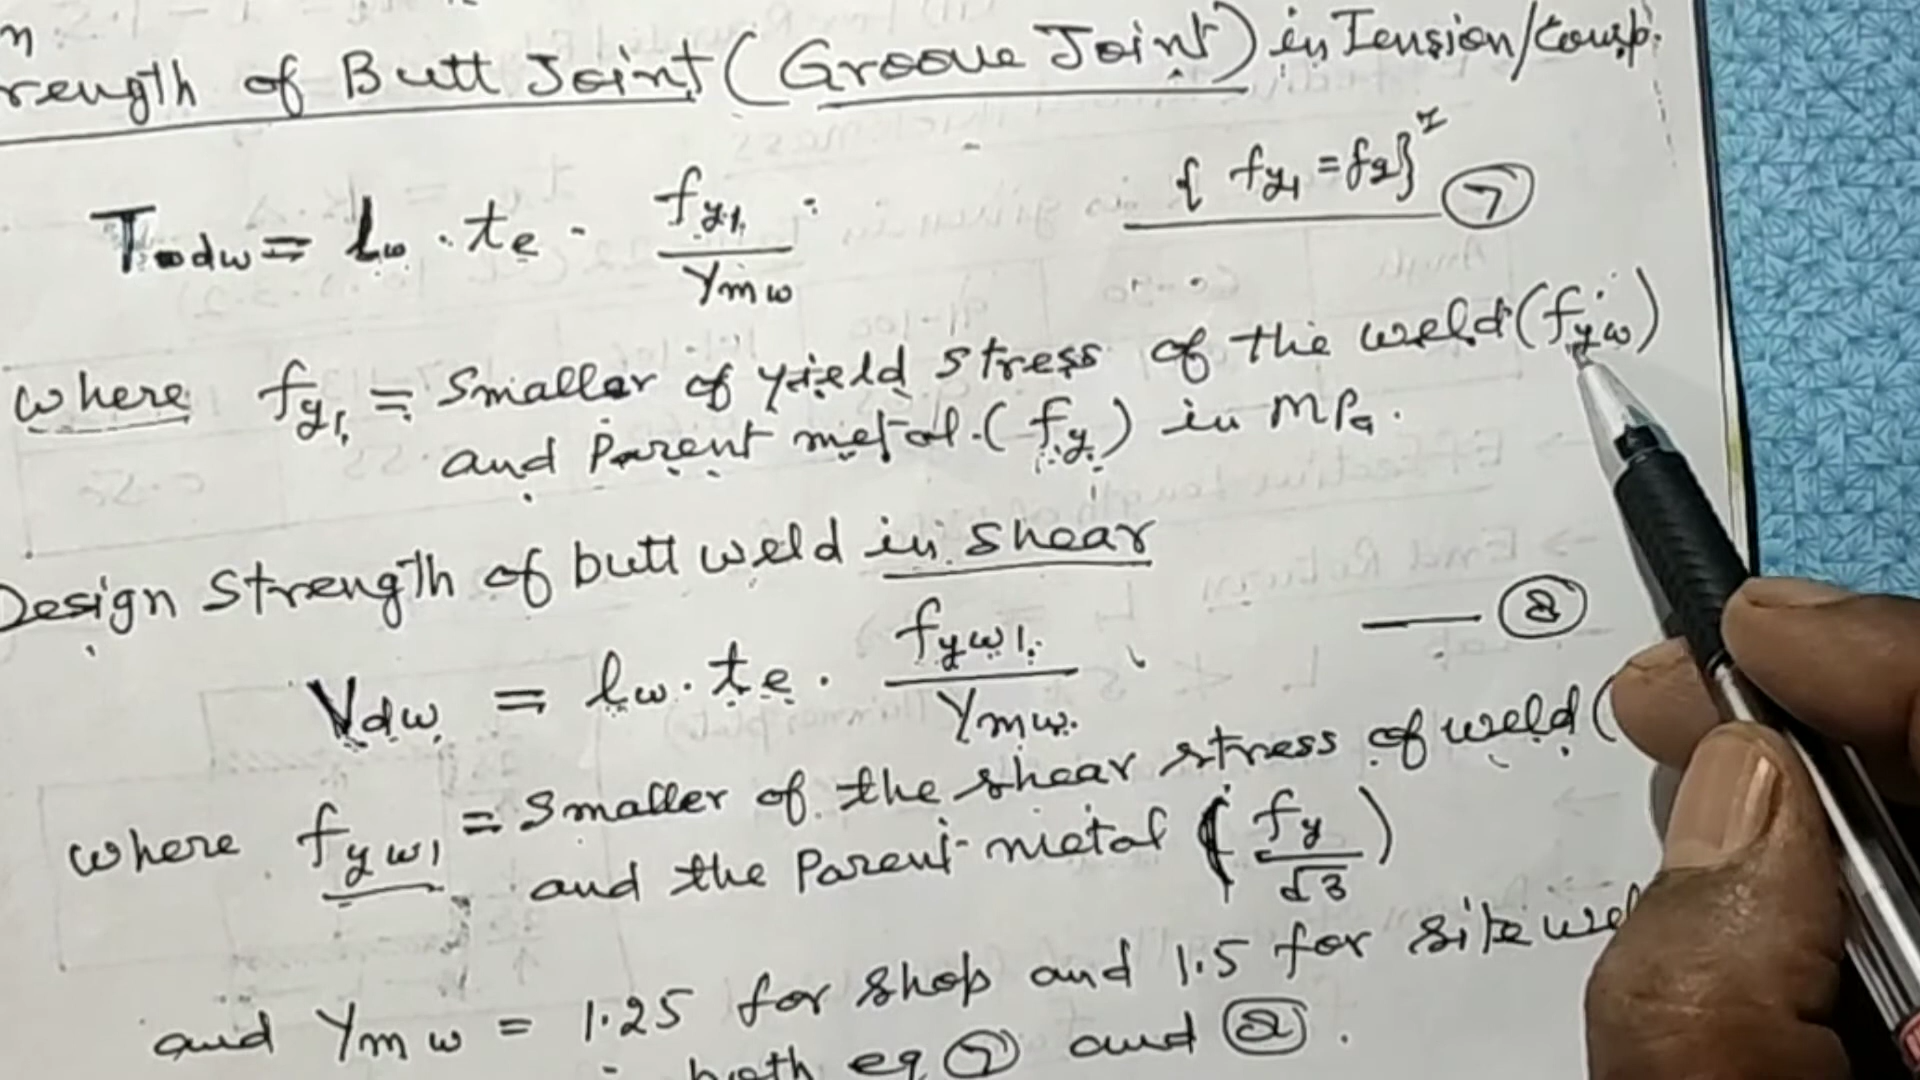 rength of Butt Joint (Groove Joint) in Tension/Comp.
Tdw = lw . te . fy1 / γmw { fy1 = fy } 7
where fy1 = Smaller of yield stress of the weld (fyw)
and Parent metal (fy) in MPa.
Design Strength of butt weld in shear
Vdw = lw . te . fyw1 / γmw 8
where fyw1 = Smaller of the shear stress of weld (
and the Parent metal ( fy / √3 )
and γmw = 1.25 for shop and 1.5 for site
both eq 7 and 8 .